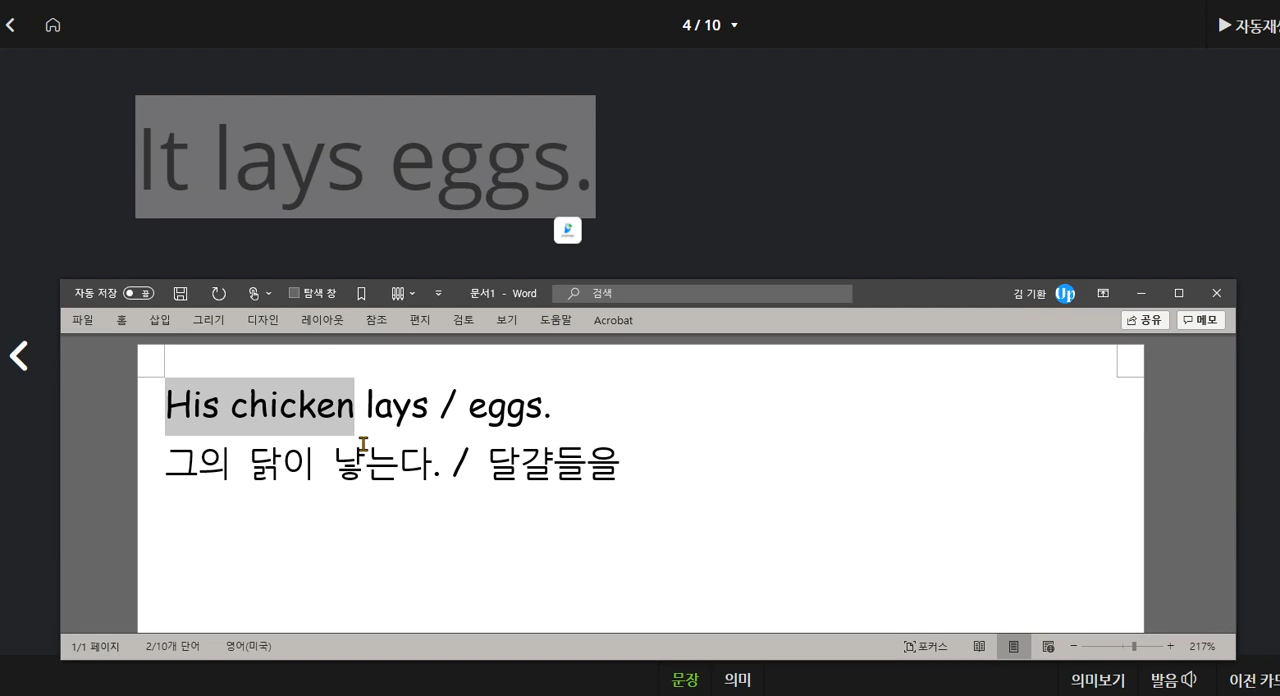 4 / 10
▶ 자동재생
It lays eggs.
자동 저장 끔 탐색 창 문서1 - Word 검색 김 기환 Up
파일 홈 삽입 그리기 디자인 레이아웃 참조 편지 검토 보기 도움말 Acrobat 공유 메모
His chicken lays / eggs.
그의 닭이 낳는다. / 달걀들을
1/1 페이지 2/10개 단어 영어(미국) 포커스 217%
문장 의미 의미보기 발음 이전 카드